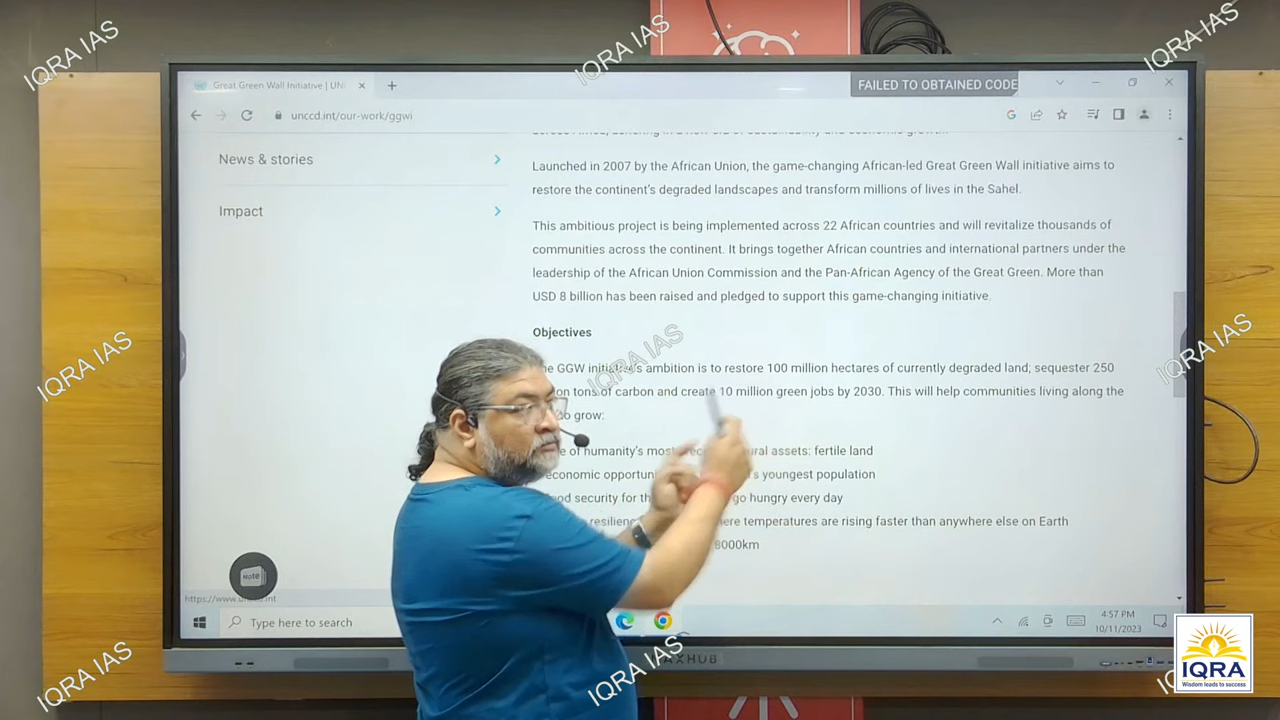 IQRA IAS
IQRA IAS
IQRA IAS
Great Green Wall Initiative | UN
FAILED TO OBTAINED CODE
unccd.int/our-work/ggwi
News & stories
Impact
Launched in 2007 by the African Union, the game-changing African-led Great Green Wall initiative aims to
restore the continent's degraded landscapes and transform millions of lives in the Sahel.
This ambitious project is being implemented across 22 African countries and will revitalize thousands of
communities across the continent. It brings together African countries and international partners under the
leadership of the African Union Commission and the Pan-African Agency of the Great Green. More than
USD 8 billion has been raised and pledged to support this game-changing initiative.
Objectives
GGW initiative's ambition is to restore 100 million hectares of currently degraded land; sequester 250
tons of carbon and create 10 million green jobs by 2030. This will help communities living along the
to grow:
of humanity's most assets: fertile land
economic youngest population
security for go hungry every day
temperatures are rising faster than anywhere else on Earth
8000km
IQRA IAS
IQRA IAS
IQRA IAS
Note
Type here to search
4:57 PM
10/11/2023
IQRA IAS
IQRA IAS
IQRA
Wisdom leads to success